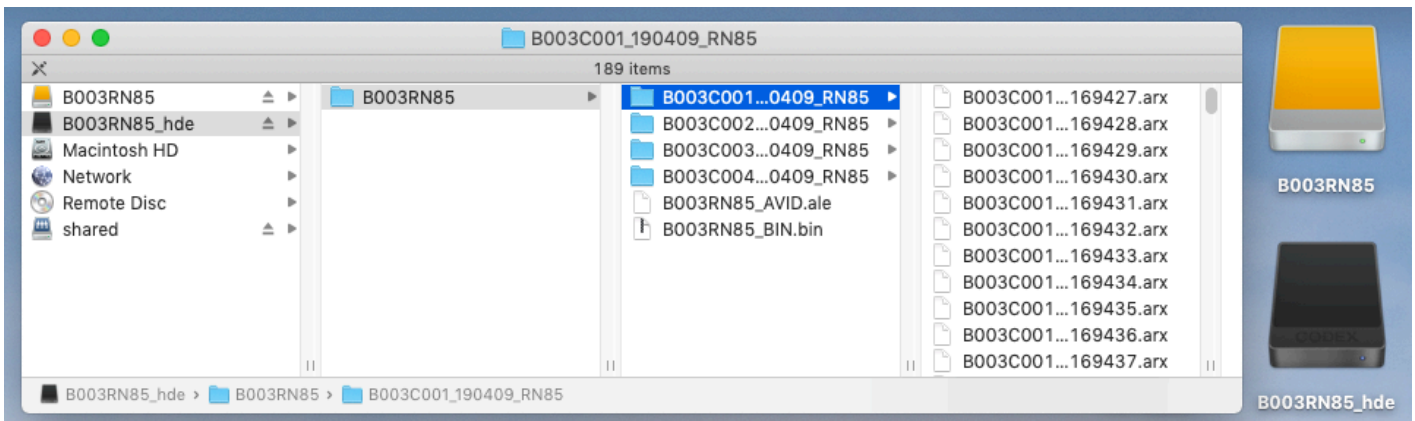 B003C001_190409_RN85
189 items
B003RN85
B003RN85_hde
Macintosh HD
Network
Remote Disc
shared
B003RN85
B003C001...0409_RN85
B003C002...0409_RN85
B003C003...0409_RN85
B003C004...0409_RN85
B003RN85_AVID.ale
B003RN85_BIN.bin
B003C001...169427.arx
B003C001...169428.arx
B003C001...169429.arx
B003C001...169430.arx
B003C001...169431.arx
B003C001...169432.arx
B003C001...169433.arx
B003C001...169434.arx
B003C001...169435.arx
B003C001...169436.arx
B003C001...169437.arx
B003RN85_hde › B003RN85 › B003C001_190409_RN85
B003RN85
CODEX
B003RN85_hde